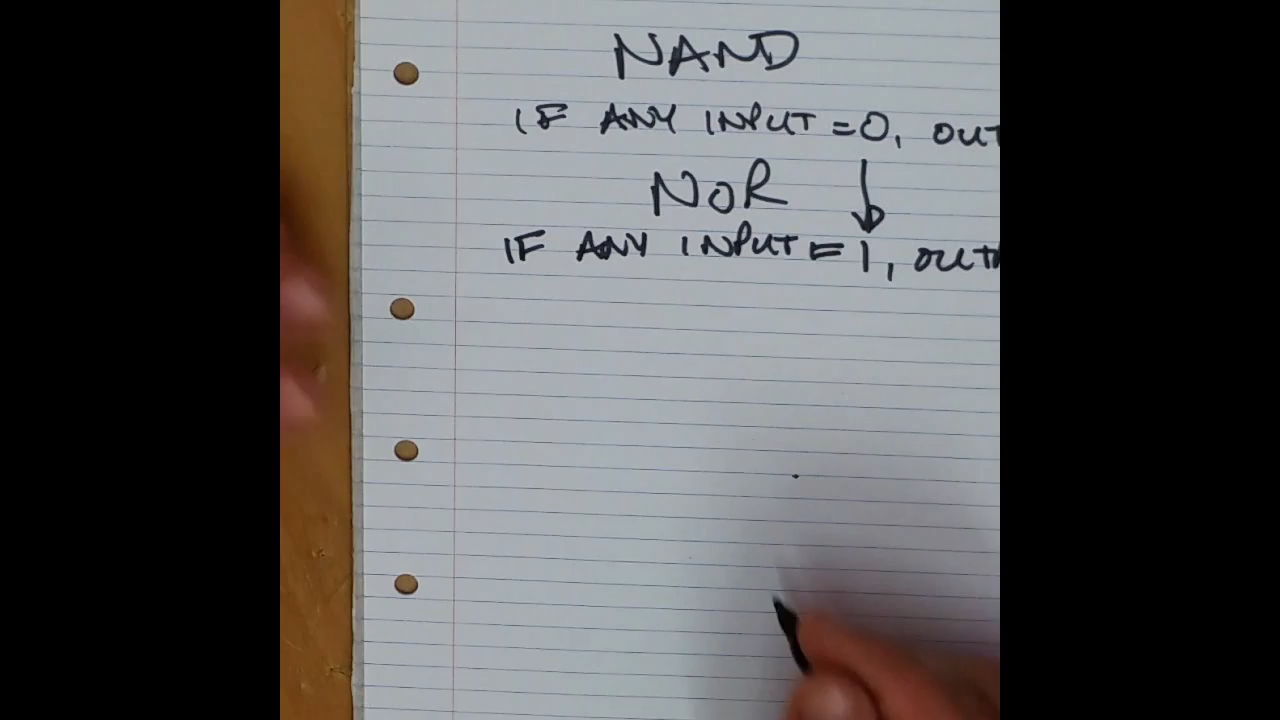 NAND
IF ANY INPUT = 0, OUT
NOR
IF ANY INPUT = 1, OUT